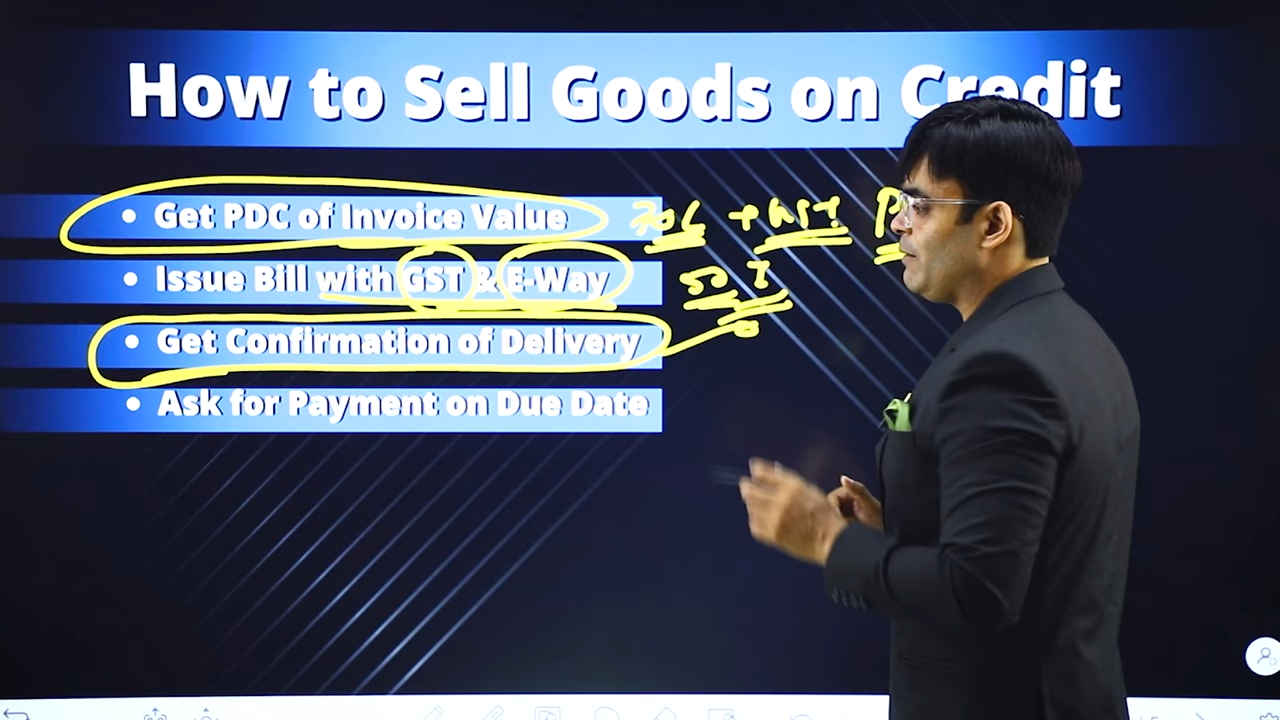 How to Sell Goods on Credit
• Get PDC of Invoice Value + GST
• Issue Bill with GST & E-Way
• Get Confirmation of Delivery
• Ask for Payment on Due Date